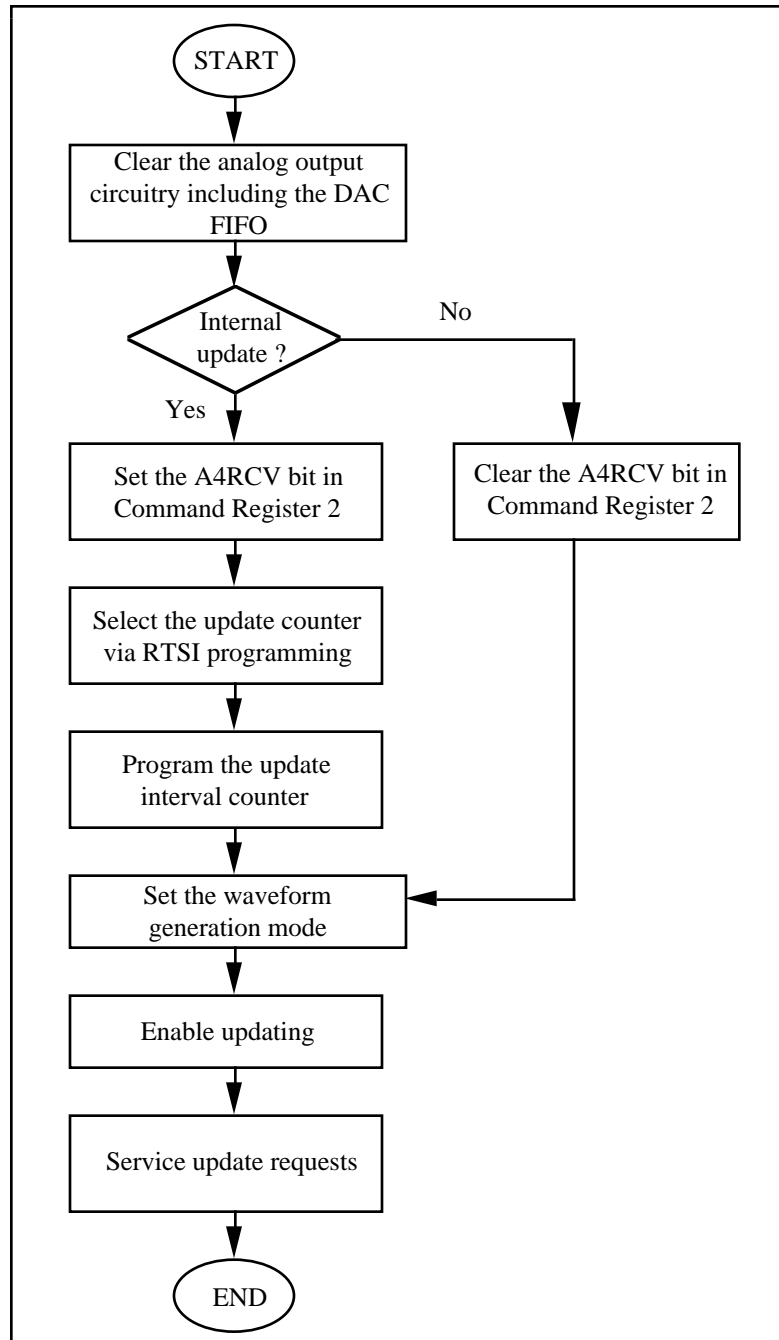 START
Clear the analog output
circuitry including the DAC
FIFO
Internal
update ?
No
Yes
Set the A4RCV bit in
Command Register 2
Clear the A4RCV bit in
Command Register 2
Select the update counter
via RTSI programming
Program the update
interval counter
Set the waveform
generation mode
Enable updating
Service update requests
END